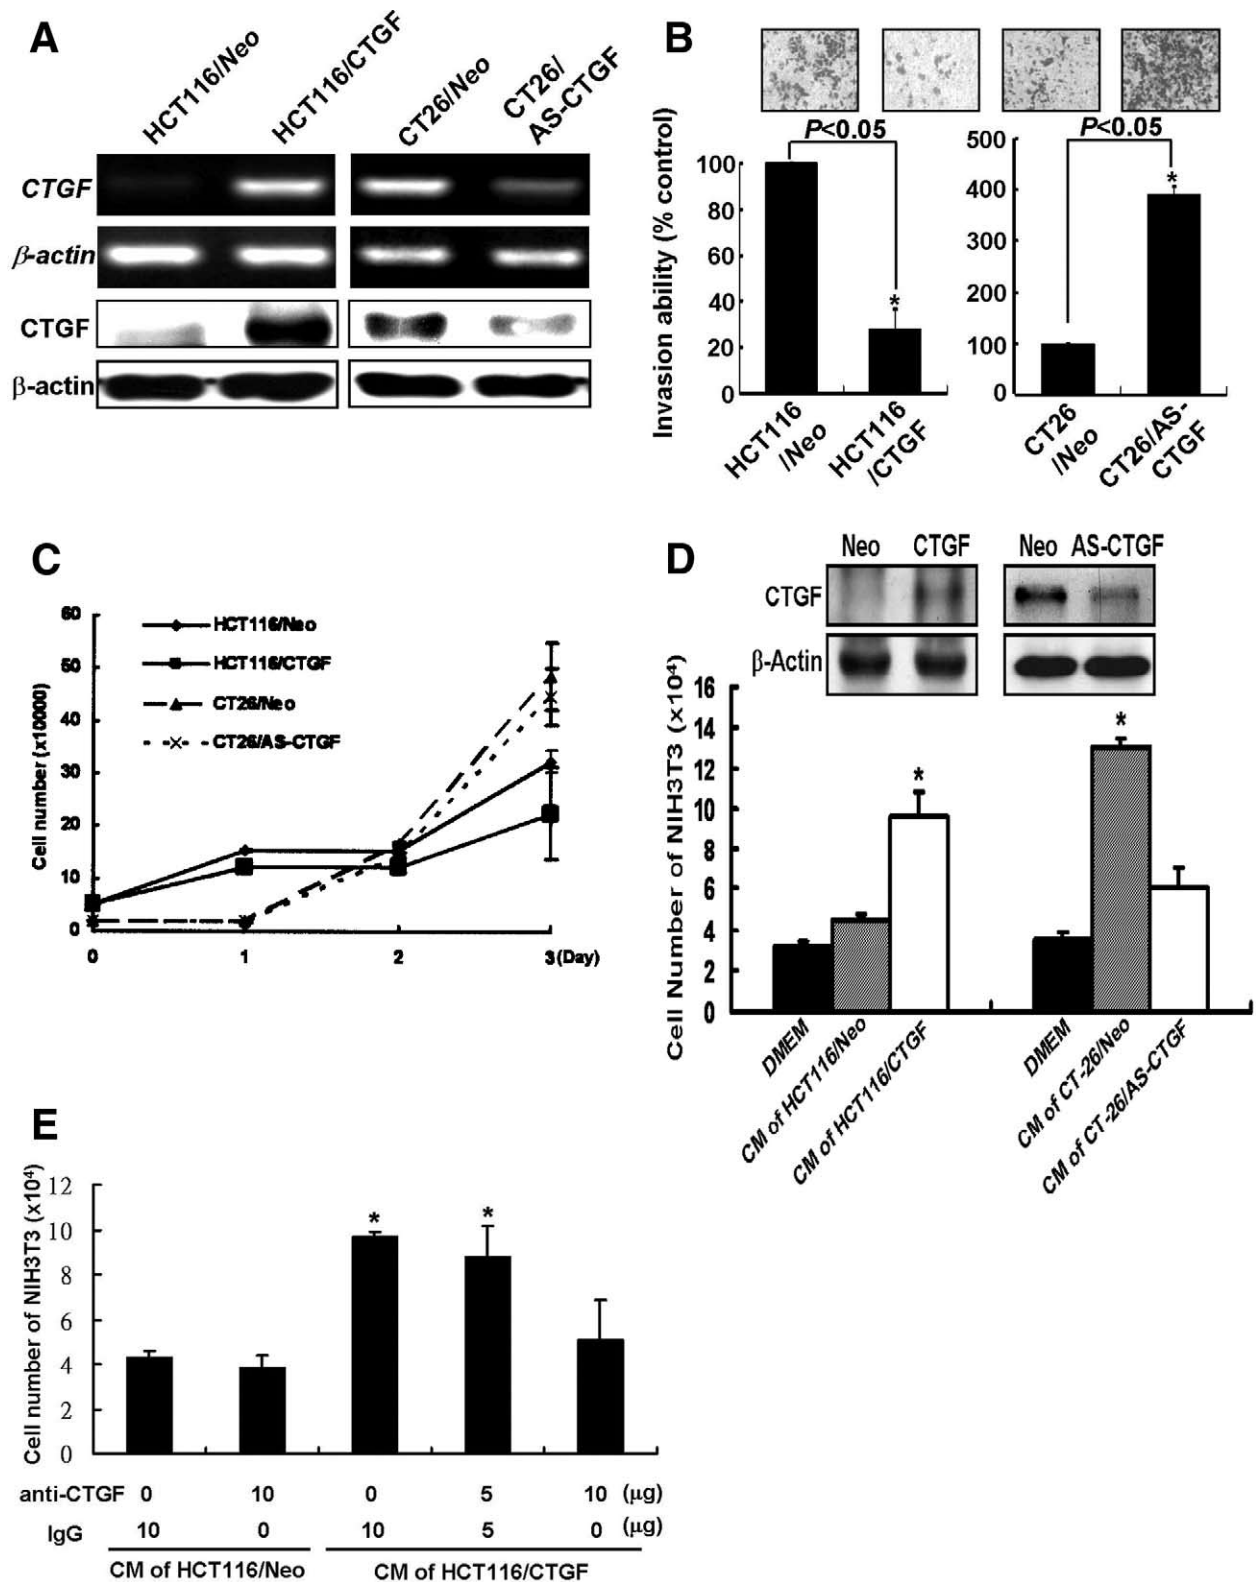 A
HCT116/Neo
HCT116/CTGF
CT26/Neo
CT26/
AS-CTGF
CTGF
β-actin
CTGF
β-actin
B
Invasion ability (% control)
P<0.05
100
80
60
40
20
0
*
HCT116
/Neo
HCT116
/CTGF
P<0.05
500
400
300
200
100
0
*
CT26
/Neo
CT26/AS-
CTGF
C
Cell number (x10000)
60
50
40
30
20
10
0
HCT116/Neo
HCT116/CTGF
CT26/Neo
CT26/AS-CTGF
0 1 2 3 (Day)
D
Neo CTGF Neo AS-CTGF
CTGF
β-Actin
Cell Number of NIH3T3 (x10⁴)
16
14
12
10
8
6
4
2
0
*
*
DMEM
CM of HCT116/Neo
CM of HCT116/CTGF
DMEM
CM of CT-26/Neo
CM of CT-26/AS-CTGF
E
Cell number of NIH3T3 (x10⁴)
12
10
8
6
4
2
0
* *
anti-CTGF 0 10 0 5 10 (μg)
IgG 10 0 10 5 0 (μg)
CM of HCT116/Neo CM of HCT116/CTGF